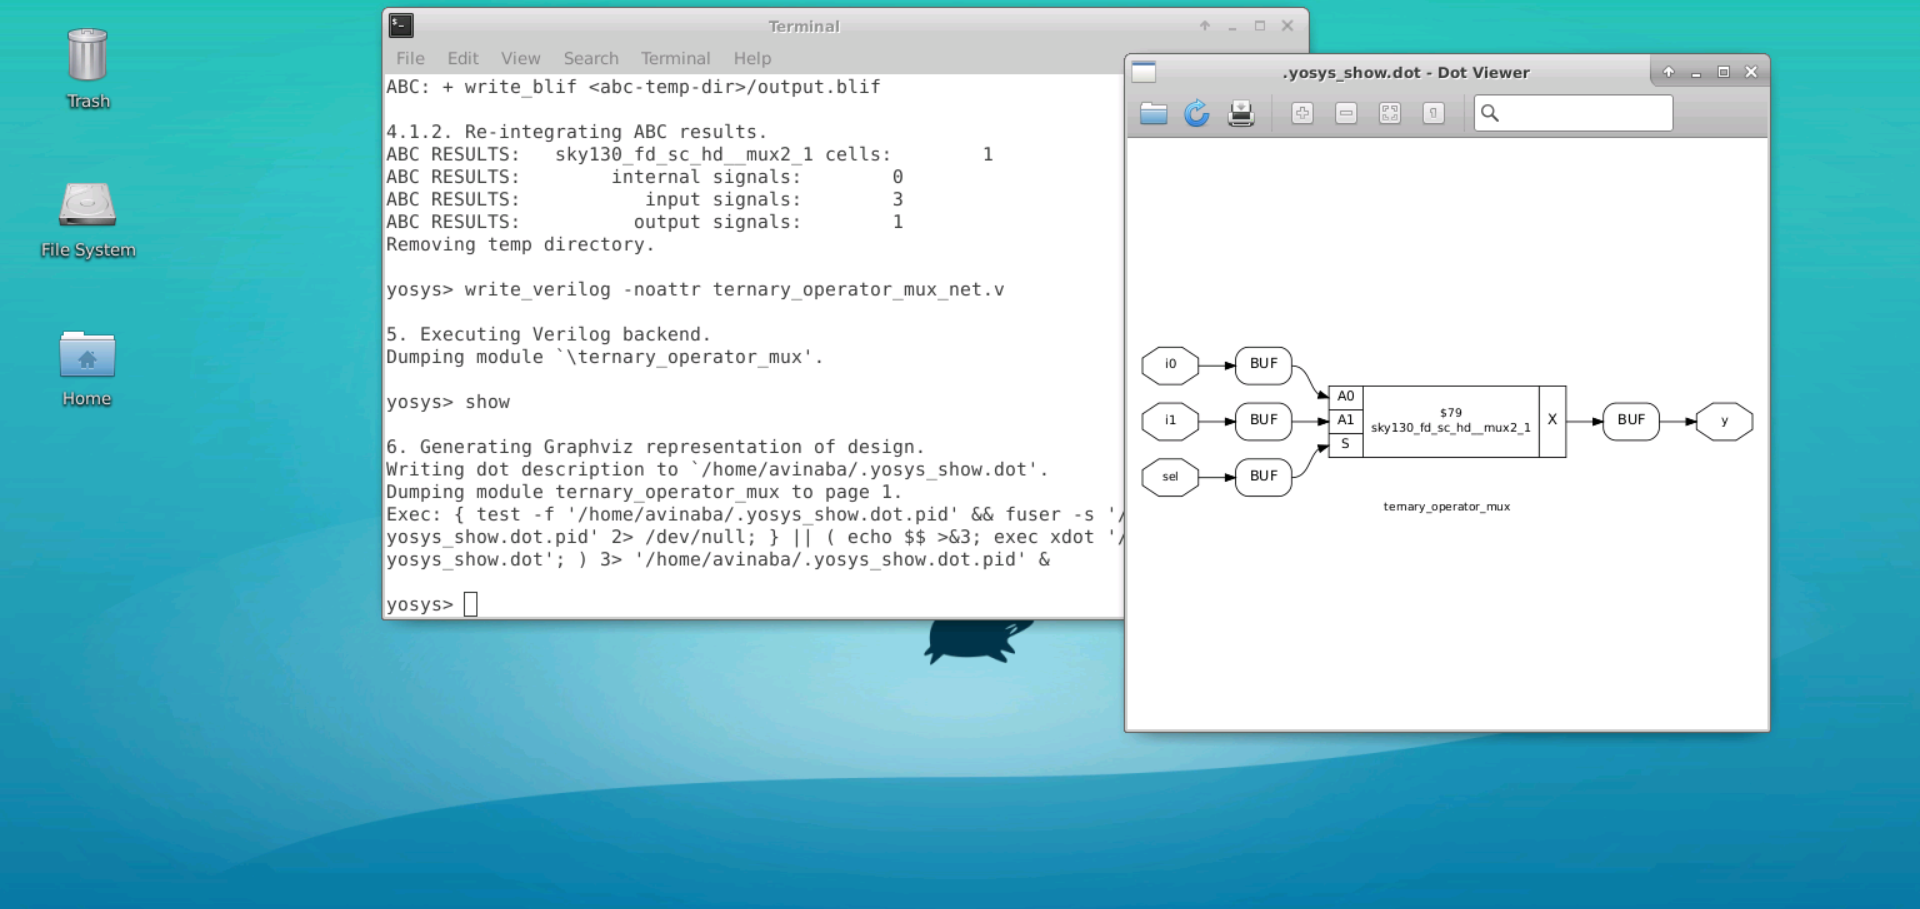 Trash
File System
Home
Terminal
File Edit View Search Terminal Help
ABC: + write_blif <abc-temp-dir>/output.blif
4.1.2. Re-integrating ABC results.
ABC RESULTS:   sky130_fd_sc_hd__mux2_1 cells:        1
ABC RESULTS:        internal signals:        0
ABC RESULTS:           input signals:        3
ABC RESULTS:          output signals:        1
Removing temp directory.
yosys> write_verilog -noattr ternary_operator_mux_net.v
5. Executing Verilog backend.
Dumping module `\ternary_operator_mux'.
yosys> show
6. Generating Graphviz representation of design.
Writing dot description to `/home/avinaba/.yosys_show.dot'.
Dumping module ternary_operator_mux to page 1.
Exec: { test -f '/home/avinaba/.yosys_show.dot.pid' && fuser -s '/
yosys_show.dot.pid' 2> /dev/null; } || ( echo $$ >&3; exec xdot '/
yosys_show.dot'; ) 3> '/home/avinaba/.yosys_show.dot.pid' &
yosys>
.yosys_show.dot - Dot Viewer
i0 BUF
i1 BUF
sel BUF
A0
A1
S
$79
sky130_fd_sc_hd__mux2_1
X
BUF
y
ternary_operator_mux